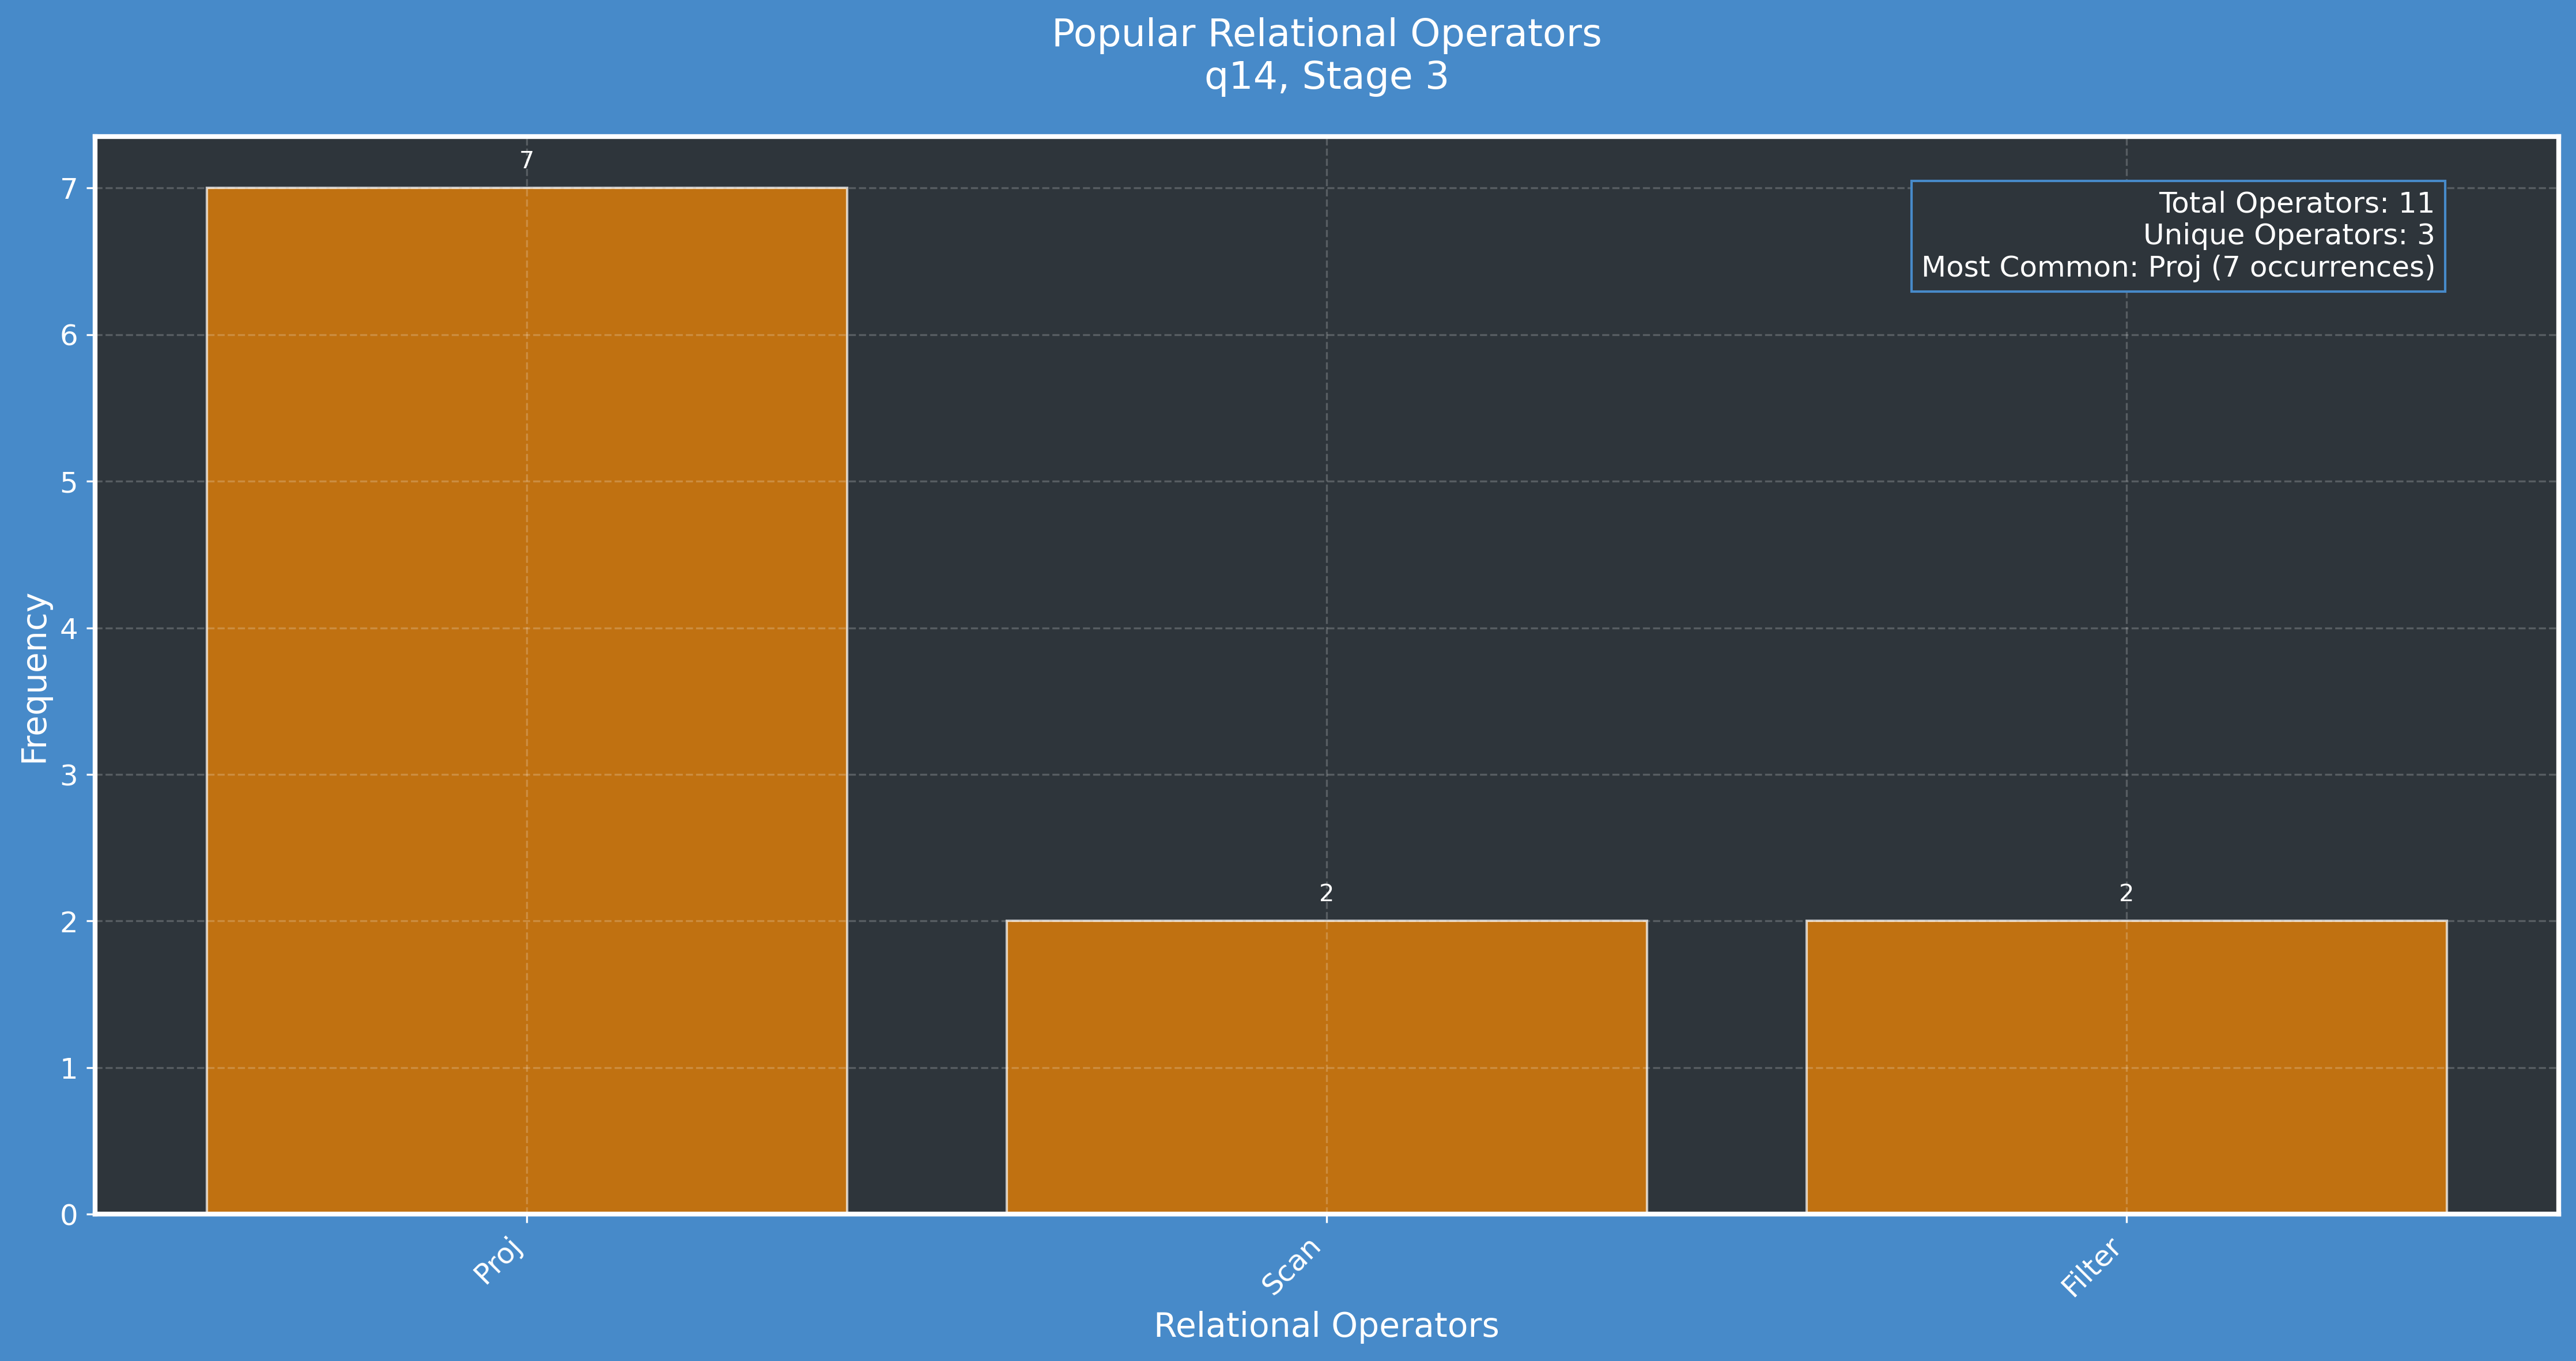 Popular Relational Operators
q14, Stage 3
7
7
Total Operators: 11
Unique Operators: 3
Most Common: Proj (7 occurrences)
6
5
4
3
2
2
2
1
0
Frequency
Proj
Scan
Filter
Relational Operators